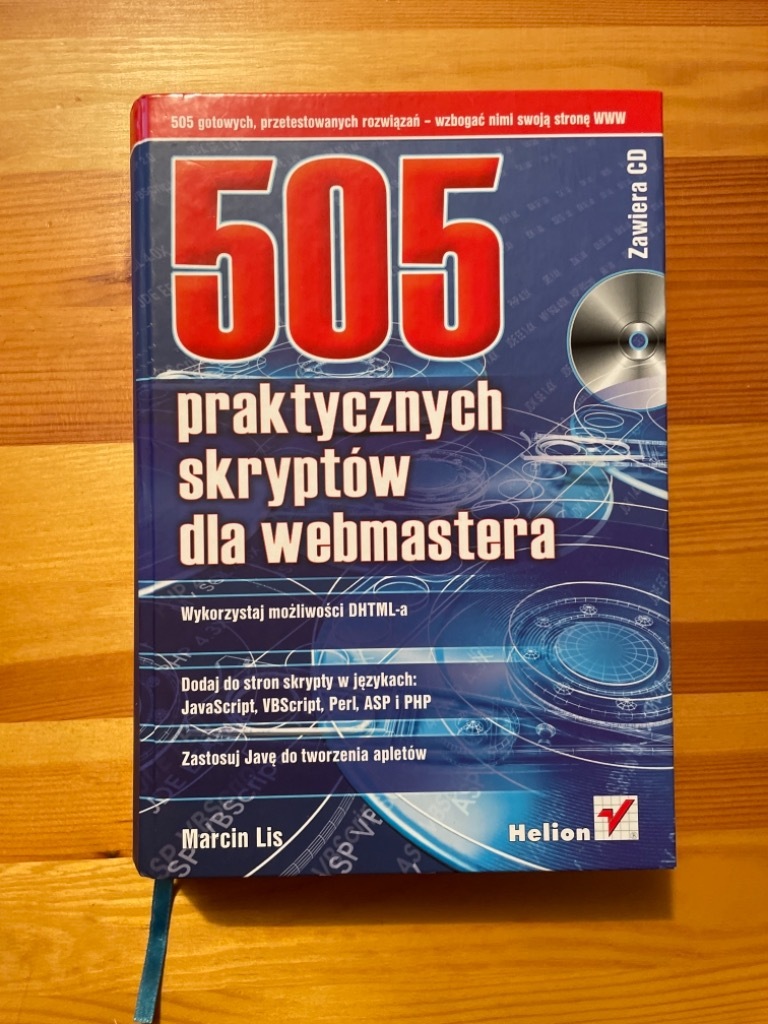 505 gotowych, przetestowanych rozwiązań – wzbogać nimi swoją stronę WWW
Zawiera CD
505
praktycznych
skryptów
dla webmastera
Wykorzystaj możliwości DHTML-a
Dodaj do stron skrypty w językach:
JavaScript, VBScript, Perl, ASP i PHP
Zastosuj Javę do tworzenia apletów
Marcin Lis
Helion